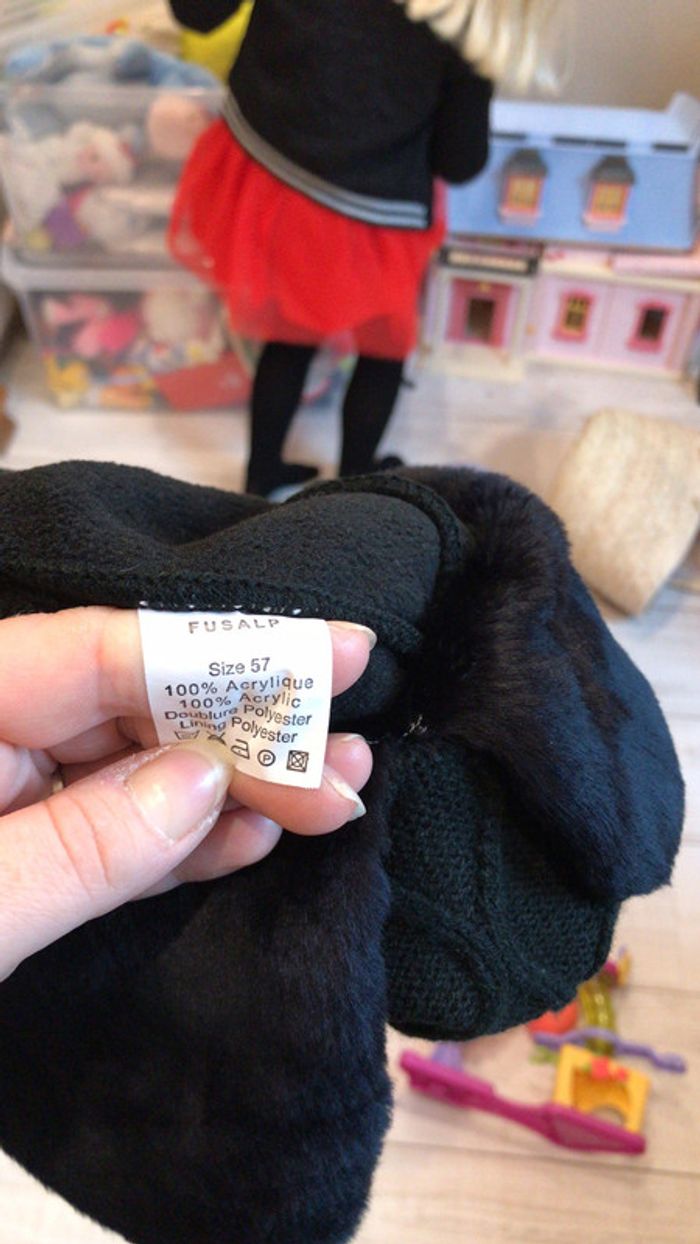 FUSALP
Size 57
100% Acrylique
100% Acrylic
Doublure Polyester
Lining Polyester
P